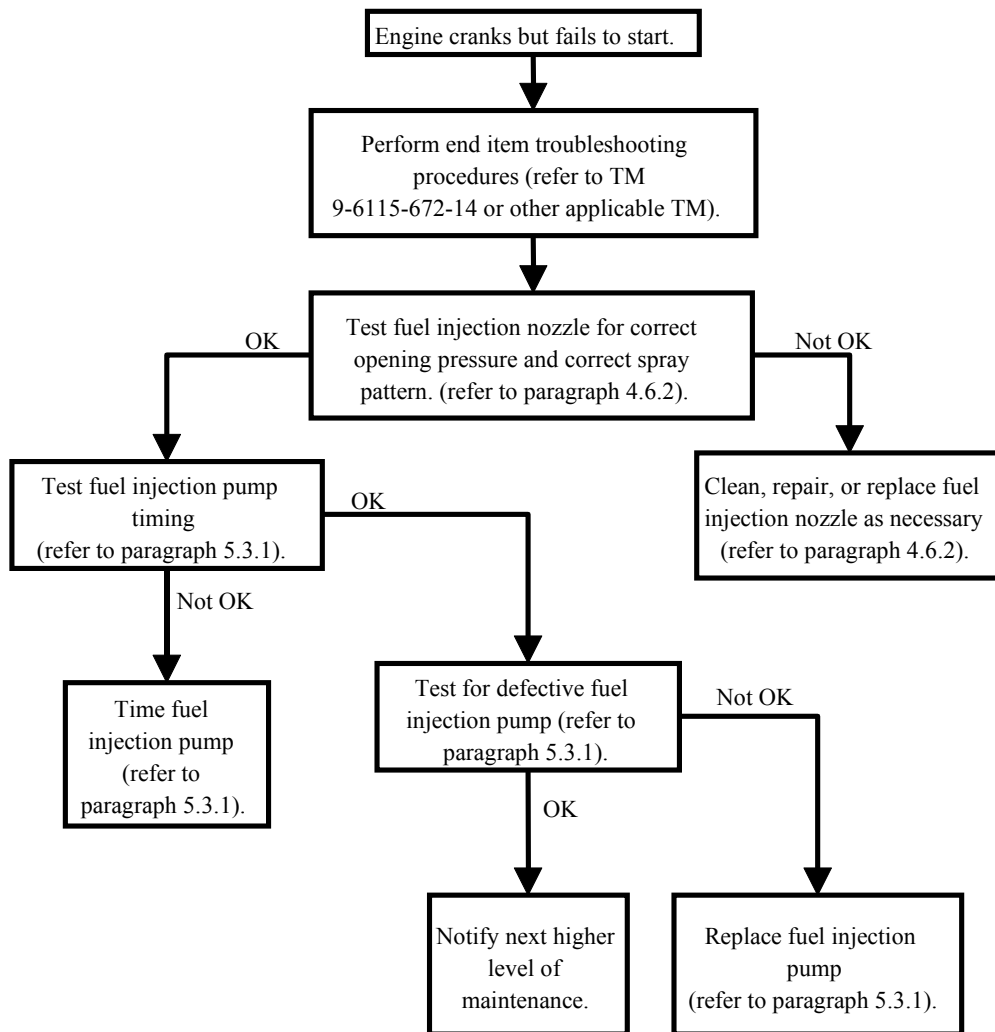 Engine cranks but fails to start.
Perform end item troubleshooting
procedures (refer to TM
9-6115-672-14 or other applicable TM).
OK
Test fuel injection nozzle for correct
opening pressure and correct spray
pattern. (refer to paragraph 4.6.2).
Not OK
Test fuel injection pump
timing
(refer to paragraph 5.3.1).
OK
Clean, repair, or replace fuel
injection nozzle as necessary
(refer to paragraph 4.6.2).
Not OK
Time fuel
injection pump
(refer to
paragraph 5.3.1).
Test for defective fuel
injection pump (refer to
paragraph 5.3.1).
Not OK
OK
Notify next higher
level of
maintenance.
Replace fuel injection
pump
(refer to paragraph 5.3.1).